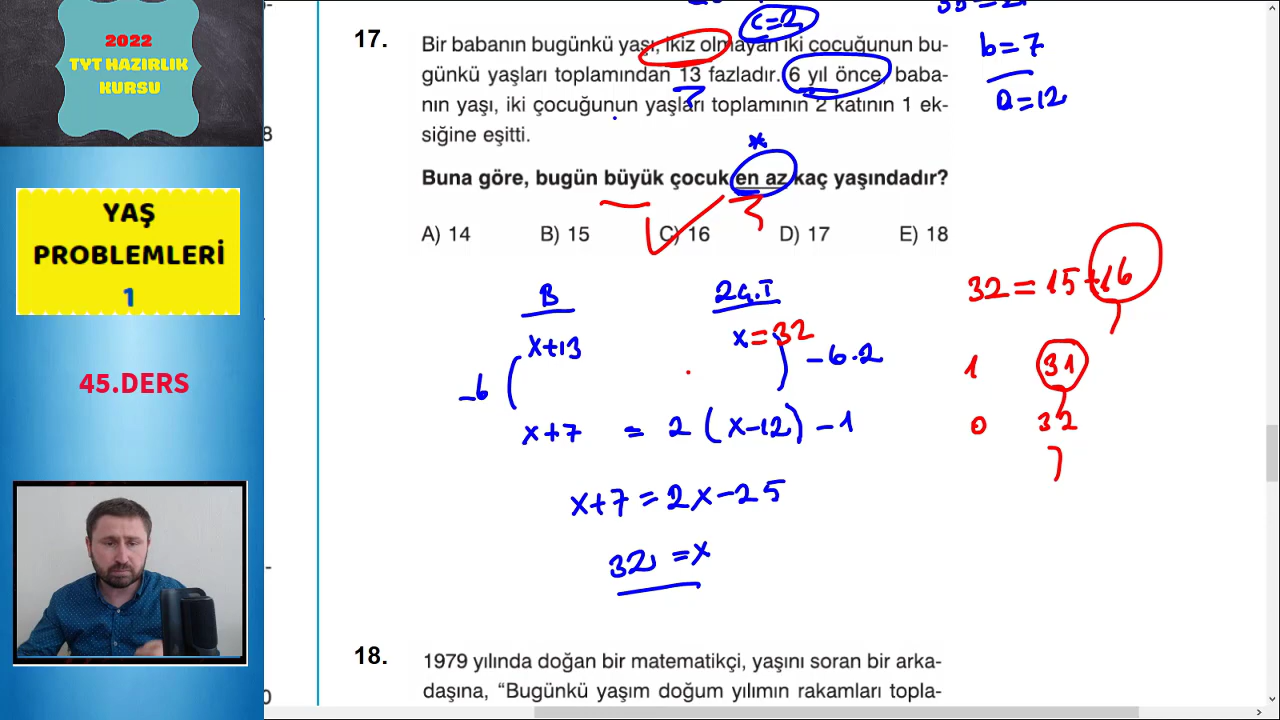 2022
TYT HAZIRLIK
KURSU
YAŞ
PROBLEMLERİ
1
45.DERS
8
0
c=2
b=7
a=12
17. Bir babanın bugünkü yaşı, ikiz olmayan iki çocuğunun bu-
günkü yaşları toplamından 13 fazladır. 6 yıl önce, baba-
nın yaşı, iki çocuğunun yaşları toplamının 2 katının 1 ek-
siğine eşitti.
Buna göre, bugün büyük çocuk en az kaç yaşındadır?
A) 14 B) 15 C) 16 D) 17 E) 18
B 2Ç.T
x+13 x=32
-6 -6.2
x+7 = 2(x-12)-1
x+7=2x-25
32 =x
32=15+16
1 31
0 32
18. 1979 yılında doğan bir matematikçi, yaşını soran bir arka-
daşına, “Bugünkü yaşım doğum yılımın rakamları topla-